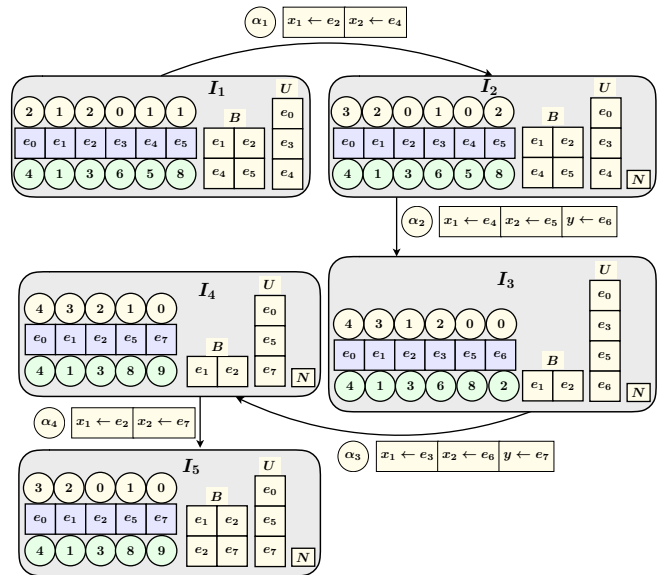 α₁ x₁ ← e₂ x₂ ← e₄
I₁
U
2 1 2 0 1 1
B
e₀
e₀ e₁ e₂ e₃ e₄ e₅
e₁ e₂
e₃
4 1 3 6 5 8
e₄ e₅
e₄
I₂
U
3 2 0 1 0 2
B
e₀
e₀ e₁ e₂ e₃ e₄ e₅
e₁ e₂
e₃
4 1 3 6 5 8
e₄ e₅
e₄
N
α₂ x₁ ← e₄ x₂ ← e₅ y ← e₆
I₃
U
e₀
4 3 1 2 0 0
e₃
e₀ e₁ e₂ e₃ e₅ e₆
B
e₅
4 1 3 6 8 2
e₁ e₂
e₆
N
I₄
U
4 3 2 1 0
e₀
e₀ e₁ e₂ e₅ e₇
B
e₅
4 1 3 8 9
e₁ e₂
e₇
N
α₃ x₁ ← e₃ x₂ ← e₆ y ← e₇
α₄ x₁ ← e₂ x₂ ← e₇
I₅
U
3 2 0 1 0
B
e₀
e₀ e₁ e₂ e₅ e₇
e₁ e₂
e₅
4 1 3 8 9
e₂ e₇
e₇
N